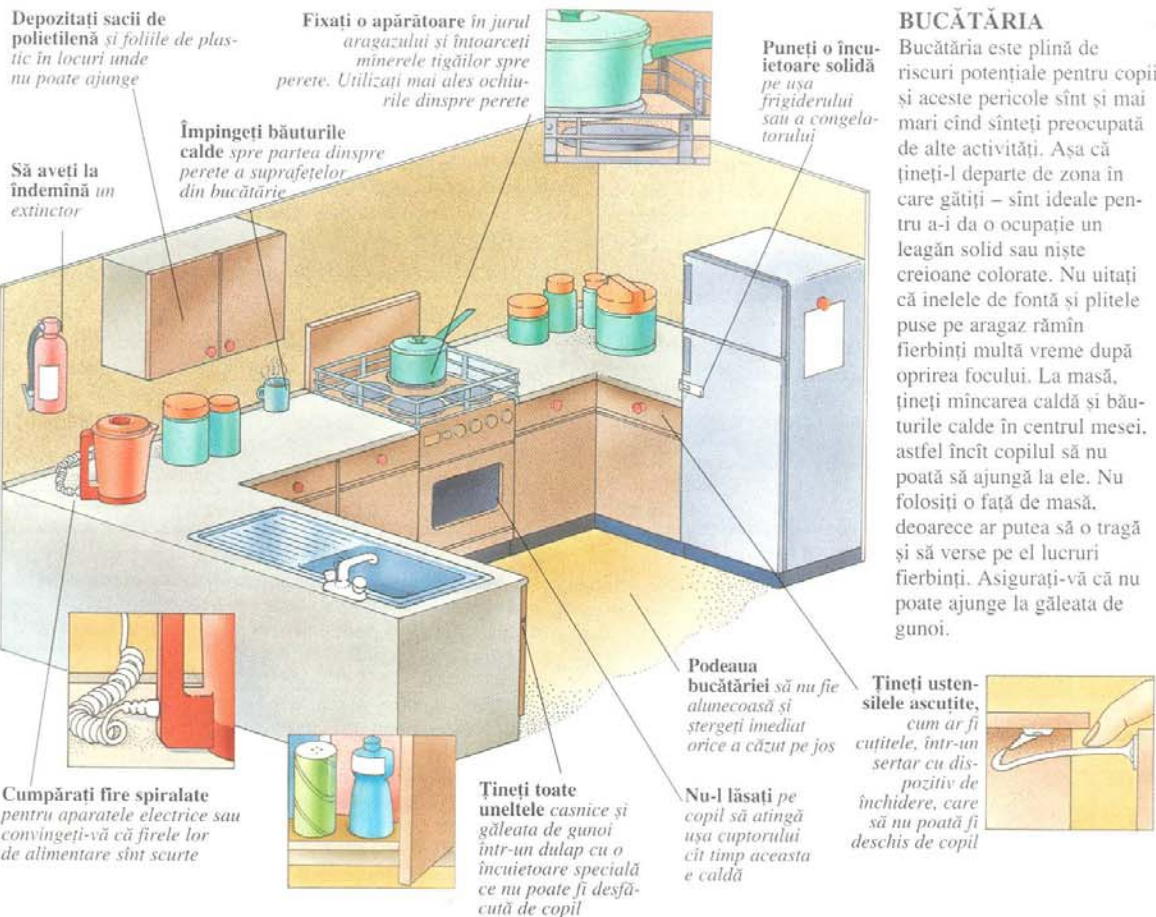 Depozitați sacii de
polietilenă și foliile de plas-
tic în locuri unde
nu poate ajunge
Fixați o apărătoare în jurul
aragazului și întoarceți
minerele tigăilor spre
perete. Utilizați mai ales ochiu-
rile dinspre perete
Puneți o încu-
ietoare solidă
pe ușa
frigiderului
sau a congela-
torului
Împingeți băuturile
calde spre partea dinspre
perete a suprafețelor
din bucătărie
Să aveți la
îndemînă un
extinctor
BUCĂTĂRIA
Bucătăria este plină de
riscuri potențiale pentru copii
și aceste pericole sînt și mai
mari cînd sînteți preocupată
de alte activități. Așa că
țineți-l departe de zona în
care gătiți – sînt ideale pen-
tru a-i da o ocupație un
leagăn solid sau niște
creioane colorate. Nu uitați
că inelele de fontă și plitele
puse pe aragaz rămîn
fierbinți multă vreme după
oprirea focului. La masă,
țineți mîncarea caldă și bău-
turile calde în centrul mesei,
astfel încît copilul să nu
poată să ajungă la ele. Nu
folosiți o față de masă,
deoarece ar putea să o tragă
și să verse pe el lucruri
fierbinți. Asigurați-vă că nu
poate ajunge la găleata de
gunoi.
Cumpărați fire spiralate
pentru aparatele electrice sau
convingeți-vă că firele lor
de alimentare sînt scurte
Țineți toate
uneltele casnice și
găleata de gunoi
într-un dulap cu o
încuietoare specială
ce nu poate fi desfă-
cută de copil
Podeaua
bucătăriei să nu fie
alunecoasă și
ștergeți imediat
orice a căzut pe jos
Nu-l lăsați pe
copil să atingă
ușa cuptorului
cît timp aceasta
e caldă
Țineți usten-
silele ascuțite,
cum ar fi
cuțitele, într-un
sertar cu dis-
pozitiv de
închidere, care
să nu poată fi
deschis de copil